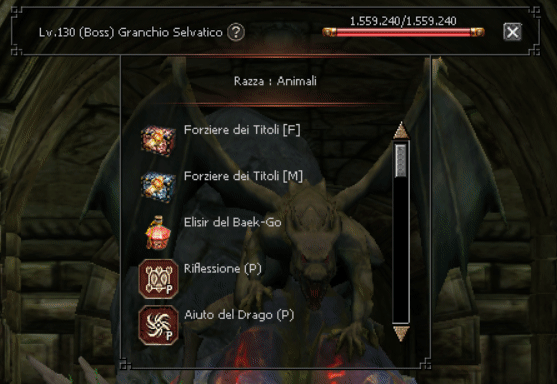 1.559.240/1.559.240
Lv.130 (Boss) Granchio Selvatico ?
Razza : Animali
Forziere dei Titoli [F]
Forziere dei Titoli [M]
Elisir del Baek-Go
Riflessione (P)
P
Aiuto del Drago (P)
P